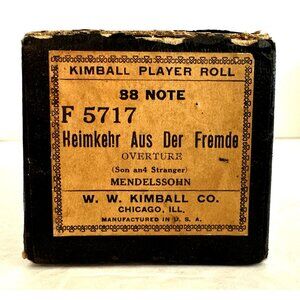 KIMBALL PLAYER ROLL
88 NOTE
F 5717
Heimkehr Aus Der Fremde
OVERTURE
(Son an4 Stranger)
MENDELSSOHN
W. W. KIMBALL CO.
CHICAGO, ILL.
MANUFACTURED IN U. S. A.